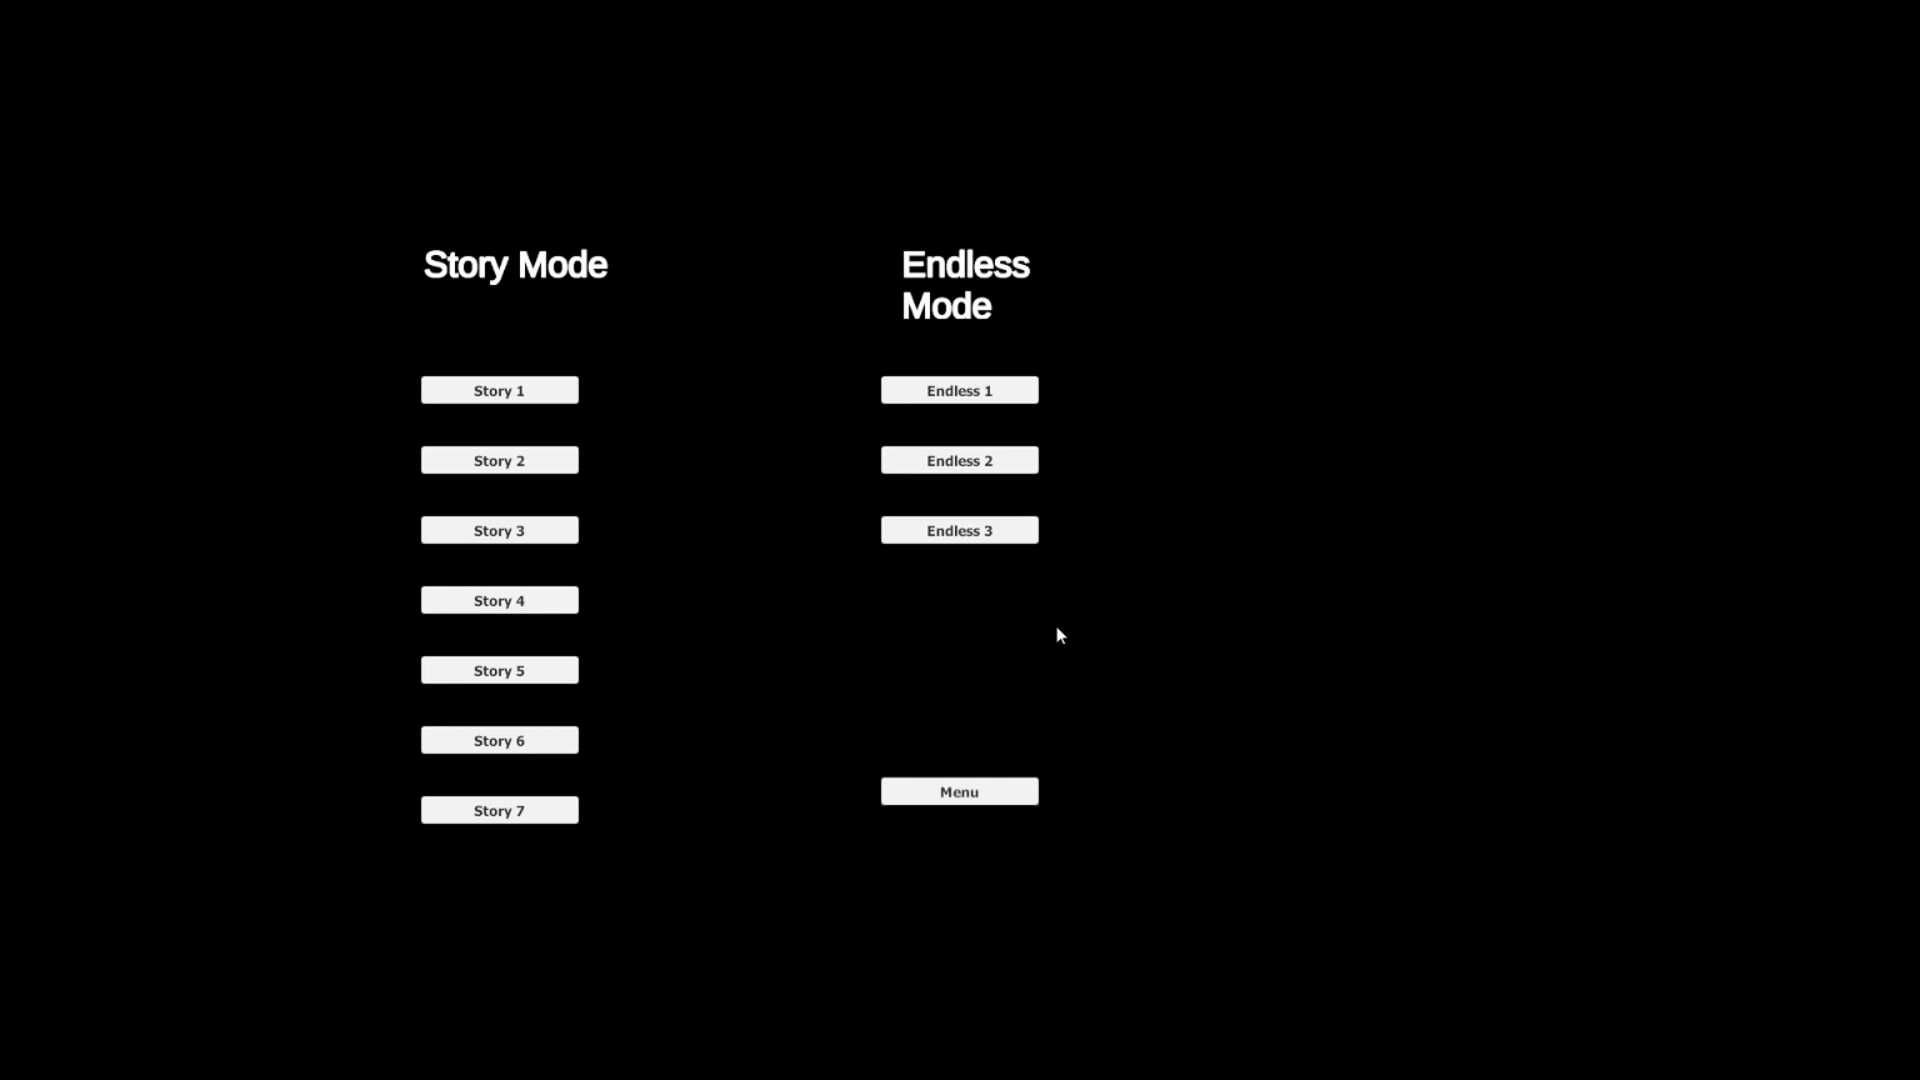 Story Mode
Story 1
Story 2
Story 3
Story 4
Story 5
Story 6
Story 7
Endless
Mode
Endless 1
Endless 2
Endless 3
Menu